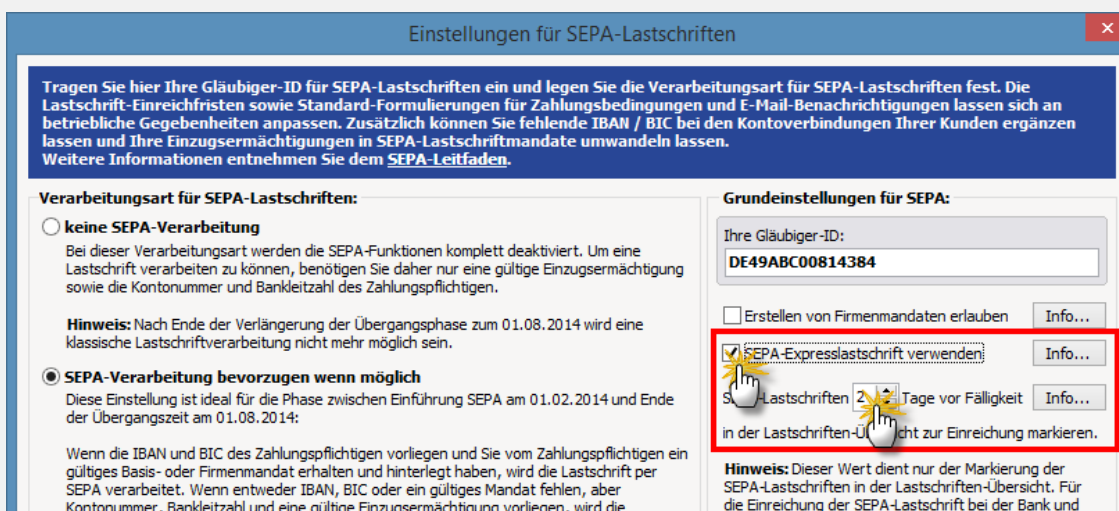 Einstellungen für SEPA-Lastschriften
Tragen Sie hier Ihre Gläubiger-ID für SEPA-Lastschriften ein und legen Sie die Verarbeitungsart für SEPA-Lastschriften fest. Die
Lastschrift-Einreichfristen sowie Standard-Formulierungen für Zahlungsbedingungen und E-Mail-Benachrichtigungen lassen sich an
betriebliche Gegebenheiten anpassen. Zusätzlich können Sie fehlende IBAN / BIC bei den Kontoverbindungen Ihrer Kunden ergänzen
lassen und Ihre Einzugsermächtigungen in SEPA-Lastschriftmandate umwandeln lassen.
Weitere Informationen entnehmen Sie dem SEPA-Leitfaden.
Verarbeitungsart für SEPA-Lastschriften:
keine SEPA-Verarbeitung
Bei dieser Verarbeitungsart werden die SEPA-Funktionen komplett deaktiviert. Um eine
Lastschrift verarbeiten zu können, benötigen Sie daher nur eine gültige Einzugsermächtigung
sowie die Kontonummer und Bankleitzahl des Zahlungspflichtigen.
Hinweis: Nach Ende der Verlängerung der Übergangsphase zum 01.08.2014 wird eine
klassische Lastschriftverarbeitung nicht mehr möglich sein.
SEPA-Verarbeitung bevorzugen wenn möglich
Diese Einstellung ist ideal für die Phase zwischen Einführung SEPA am 01.02.2014 und Ende
der Übergangszeit am 01.08.2014:
Wenn die IBAN und BIC des Zahlungspflichtigen vorliegen und Sie vom Zahlungspflichtigen ein
gültiges Basis- oder Firmenmandat erhalten und hinterlegt haben, wird die Lastschrift per
SEPA verarbeitet. Wenn entweder IBAN, BIC oder ein gültiges Mandat fehlen, aber
Kontonummer, Bankleitzahl und eine gültige Einzugsermächtigung vorliegen, wird die
Grundeinstellungen für SEPA:
Ihre Gläubiger-ID:
DE49ABC00814384
Erstellen von Firmenmandaten erlauben Info...
SEPA-Expresslastschrift verwenden Info...
-Lastschriften 2 Tage vor Fälligkeit Info...
in der Lastschriften-Übersicht zur Einreichung markieren.
Hinweis: Dieser Wert dient nur der Markierung der
SEPA-Lastschriften in der Lastschriften-Übersicht. Für
die Einreichung der SEPA-Lastschrift bei der Bank und